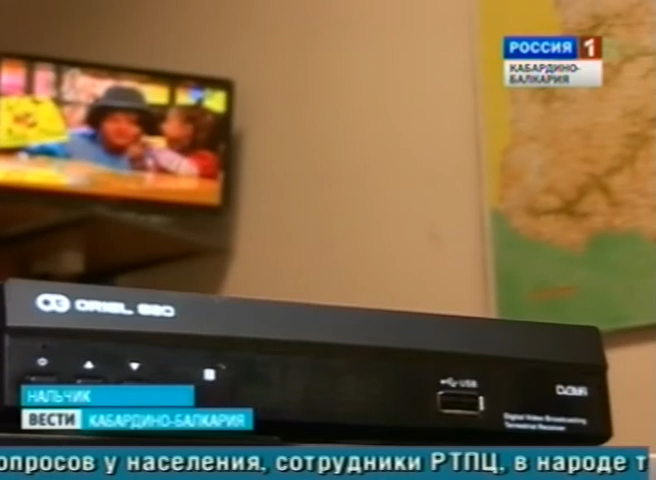 РОССИЯ 1
КАБАРДИНО-
БАЛКАРИЯ
ORIEL
USB
DVB T2
Digital Video Broadcasting
Terrestrial Receiver
НАЛЬЧИК
ВЕСТИ КАБАРДИНО-БАЛКАРИЯ
опросов у населения, сотрудники РТПЦ, в народе т